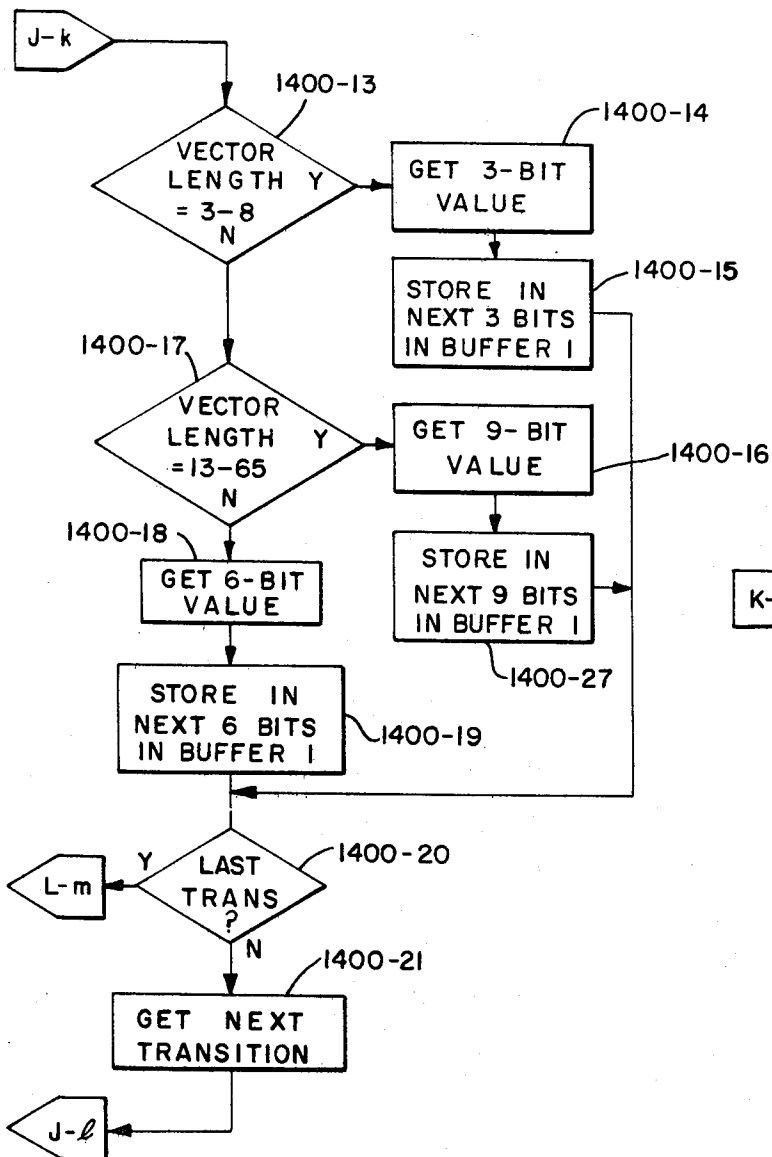 J-k
1400-13
VECTOR
LENGTH
= 3-8
Y
N
1400-14
GET 3-BIT
VALUE
1400-15
STORE IN
NEXT 3 BITS
IN BUFFER 1
1400-17
VECTOR
LENGTH
=13-65
Y
N
GET 9-BIT
VALUE
1400-16
1400-18
GET 6-BIT
VALUE
STORE IN
NEXT 9 BITS
IN BUFFER 1
1400-27
K-
STORE IN
NEXT 6 BITS
IN BUFFER 1
1400-19
1400-20
Y
LAST
TRANS
?
N
L-m
1400-21
GET NEXT
TRANSITION
J-ℓ